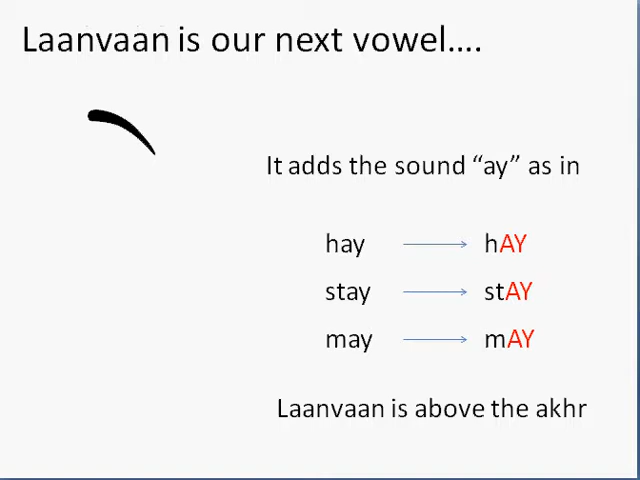 Laanvaan is our next vowel....
It adds the sound “ay” as in
hay hAY
stay stAY
may mAY
Laanvaan is above the akhr